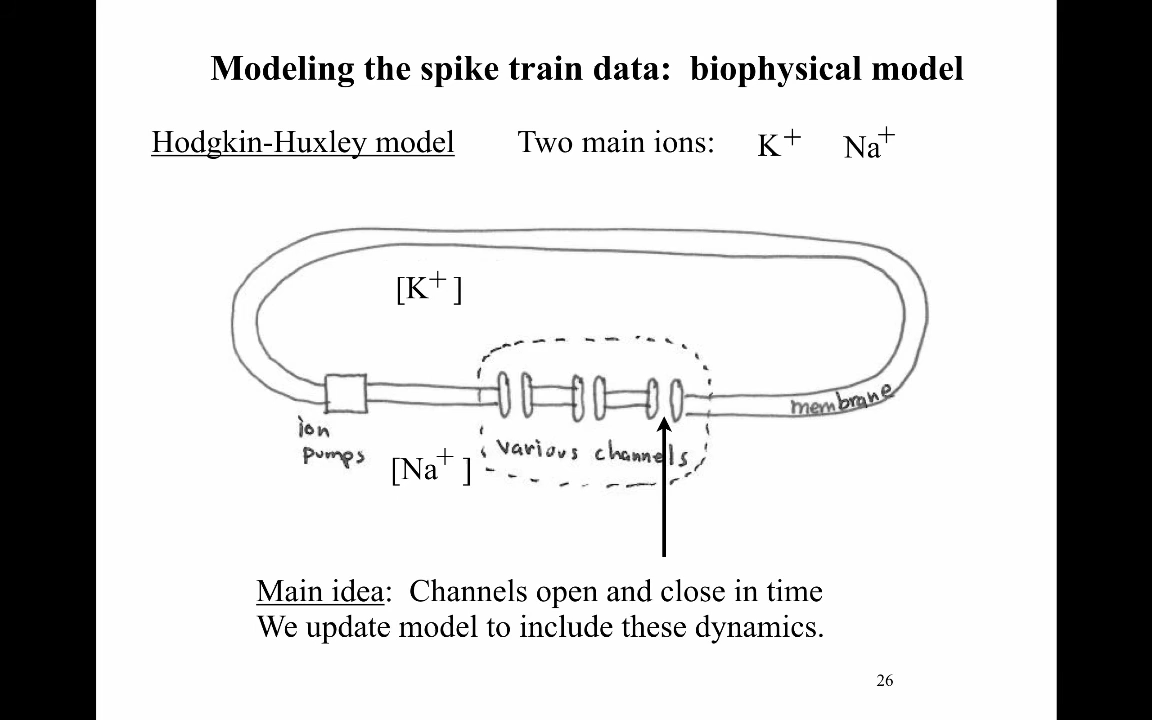 Modeling the spike train data: biophysical model
Hodgkin-Huxley model Two main ions: K+ Na+
[K+ ]
membrane
ion
pumps
various channels
[Na+ ]
Main idea: Channels open and close in time
We update model to include these dynamics.
26